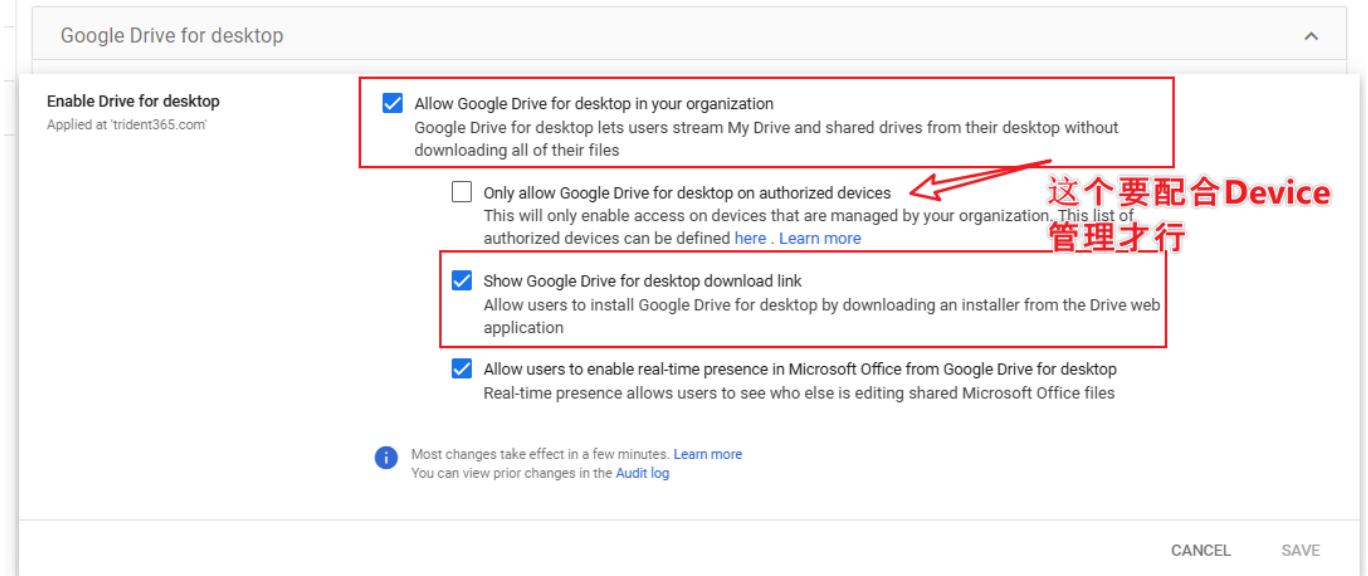 Google Drive for desktop
Enable Drive for desktop
Applied at 'trident365.com'
Allow Google Drive for desktop in your organization
Google Drive for desktop lets users stream My Drive and shared drives from their desktop without
downloading all of their files
Only allow Google Drive for desktop on authorized devices
This will only enable access on devices that are managed by your organization. This list of
authorized devices can be defined here . Learn more
这个要配合Device
管理才行
Show Google Drive for desktop download link
Allow users to install Google Drive for desktop by downloading an installer from the Drive web
application
Allow users to enable real-time presence in Microsoft Office from Google Drive for desktop
Real-time presence allows users to see who else is editing shared Microsoft Office files
Most changes take effect in a few minutes. Learn more
You can view prior changes in the Audit log
CANCEL SAVE